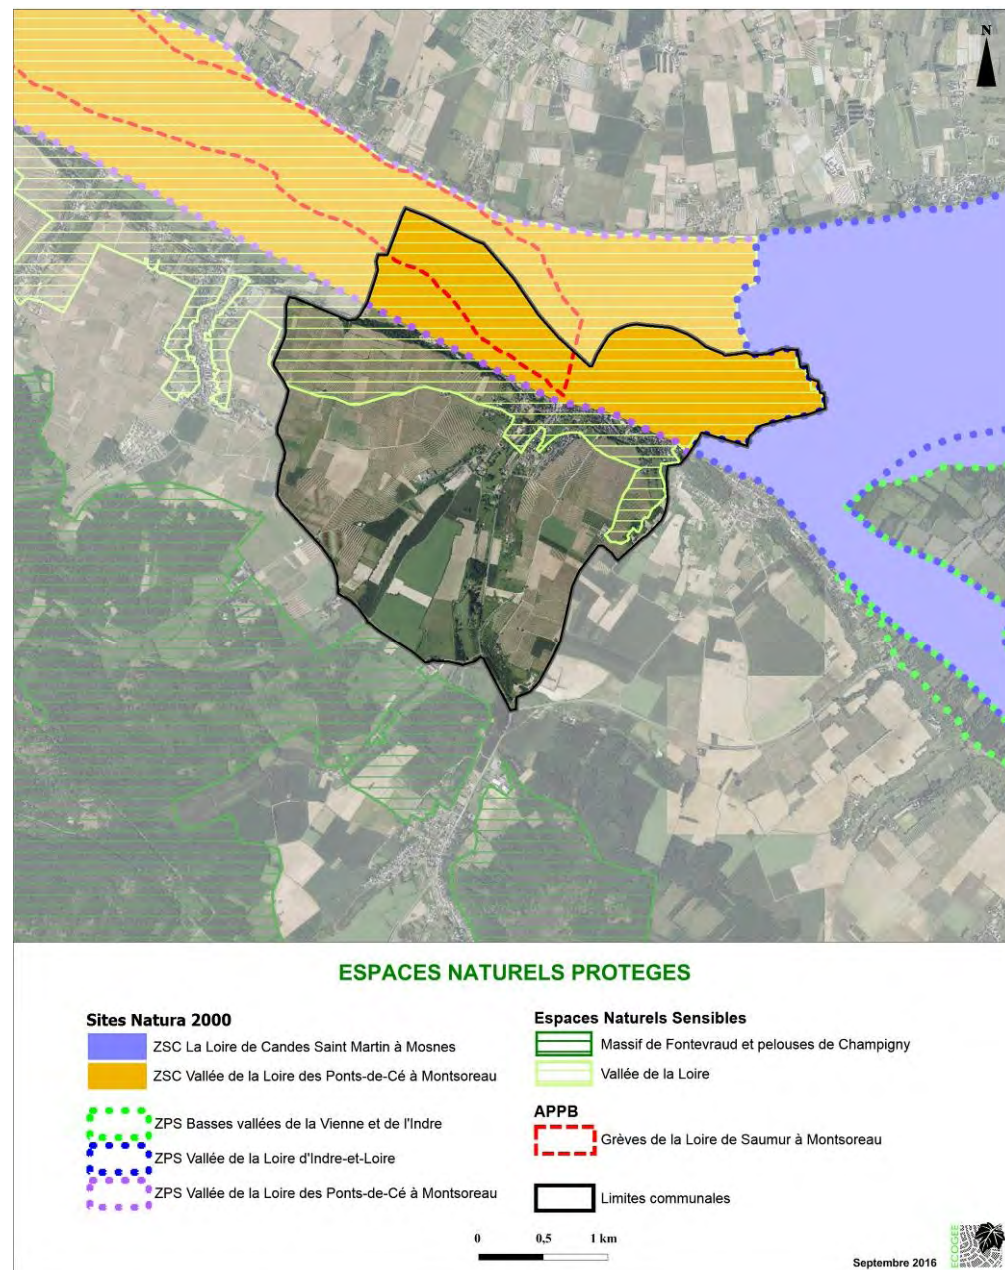 N
ESPACES NATURELS PROTEGES
Sites Natura 2000
ZSC La Loire de Candes Saint Martin à Mosnes
ZSC Vallée de la Loire des Ponts-de-Cé à Montsoreau
ZPS Basses vallées de la Vienne et de l'Indre
ZPS Vallée de la Loire d'Indre-et-Loire
ZPS Vallée de la Loire des Ponts-de-Cé à Montsoreau
Espaces Naturels Sensibles
Massif de Fontevraud et pelouses de Champigny
Vallée de la Loire
APPB
Grèves de la Loire de Saumur à Montsoreau
Limites communales
0 0,5 1 km
Septembre 2016
ECOGEE